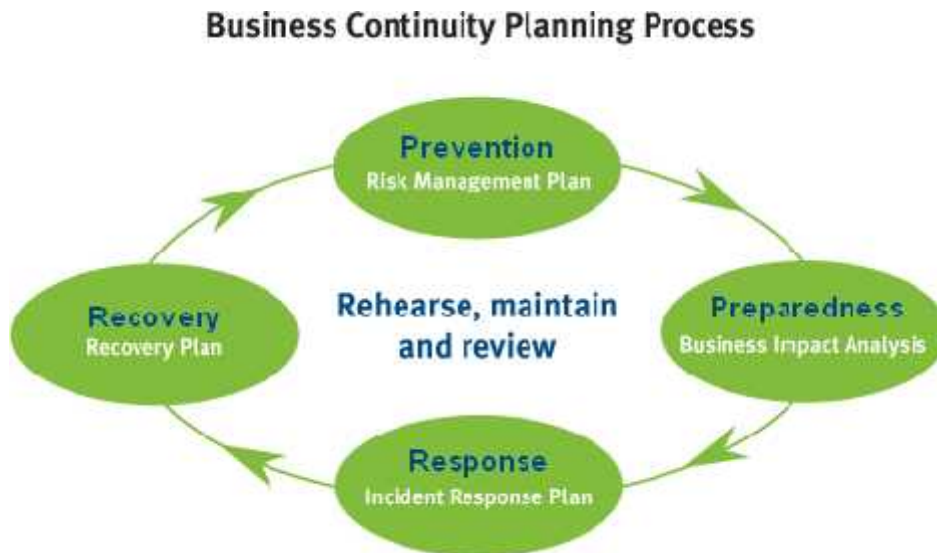 Business Continuity Planning Process
Prevention
Risk Management Plan
Recovery
Recovery Plan
Rehearse, maintain
and review
Preparedness
Business Impact Analysis
Response
Incident Response Plan